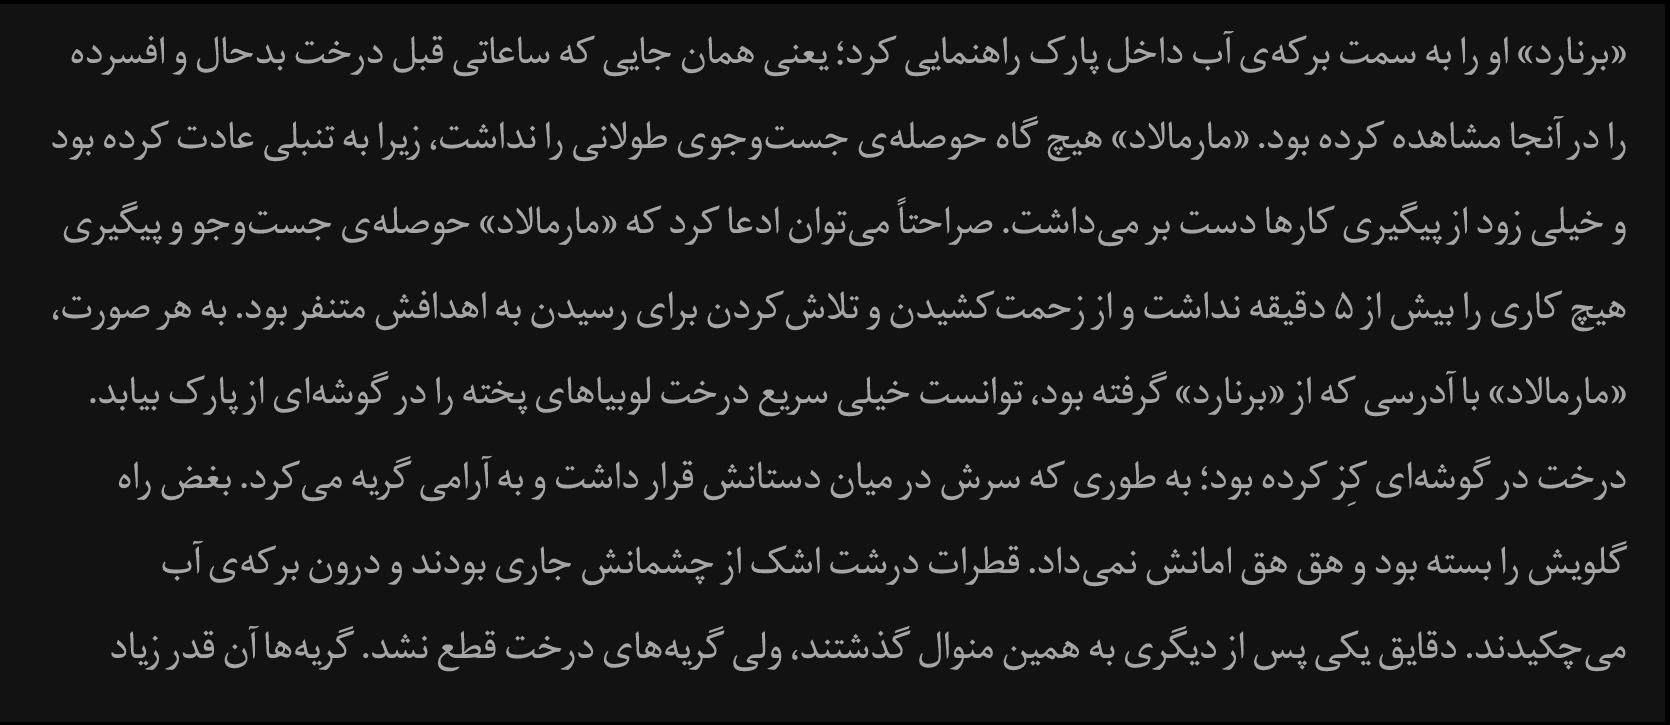 «برنارد» او را به سمت برکه‌ی آب داخل پارک راهنمایی کرد؛ یعنی همان جایی که ساعاتی قبل درخت بدحال و افسرده
را در آنجا مشاهده کرده بود. «مارمالاد» هیچ گاه حوصله‌ی جست‌وجوی طولانی را نداشت، زیرا به تنبلی عادت کرده بود
و خیلی زود از پیگیری کارها دست بر می‌داشت. صراحتاً می‌توان ادعا کرد که «مارمالاد» حوصله‌ی جست‌وجو و پیگیری
هیچ کاری را بیش از ۵ دقیقه نداشت و از زحمت‌کشیدن و تلاش‌کردن برای رسیدن به اهدافش متنفر بود. به هر صورت،
«مارمالاد» با آدرسی که از «برنارد» گرفته بود، توانست خیلی سریع درخت لوبیاهای پخته را در گوشه‌ای از پارک بیابد.
درخت در گوشه‌ای کِز کرده بود؛ به طوری که سرش در میان دستانش قرار داشت و به آرامی گریه می‌کرد. بغض راه
گلویش را بسته بود و هق هق امانش نمی‌داد. قطرات درشت اشک از چشمانش جاری بودند و درون برکه‌ی آب
می‌چکیدند. دقایق یکی پس از دیگری به همین منوال گذشتند، ولی گریه‌های درخت قطع نشد. گریه‌ها آن قدر زیاد